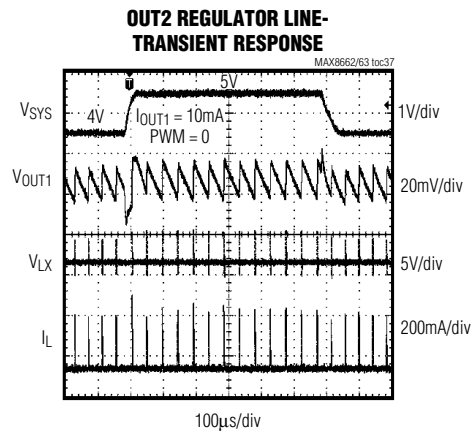 OUT2 REGULATOR LINE-
TRANSIENT RESPONSE
MAX8662/63 toc37
T
5V
VSYS
4V
IOUT1 = 10mA
PWM = 0
1V/div
VOUT1
20mV/div
VLX
5V/div
IL
200mA/div
100µs/div